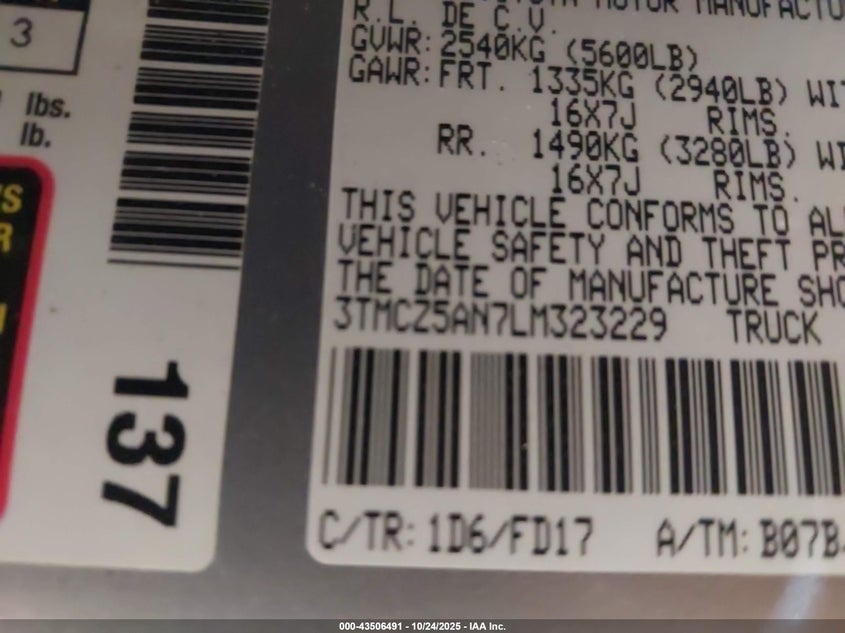 3
lbs.
lb.
137
MOTOR
R.L. DE C.V.
GVWR: 2540KG (5600LB)
GAWR: FRT. 1335KG (2940LB)
16X7J RIMS.
RR. 1490KG (3280LB)
16X7J RIMS.
THIS VEHICLE CONFORMS TO
VEHICLE SAFETY AND THEFT
THE DATE OF MANUFACTURE
3TMCZ5AN7LM323229 TRUCK
C/TR: 1D6/FD17 A/TM: B07B
000-43506491 - 10/24/2025 - IAA Inc.